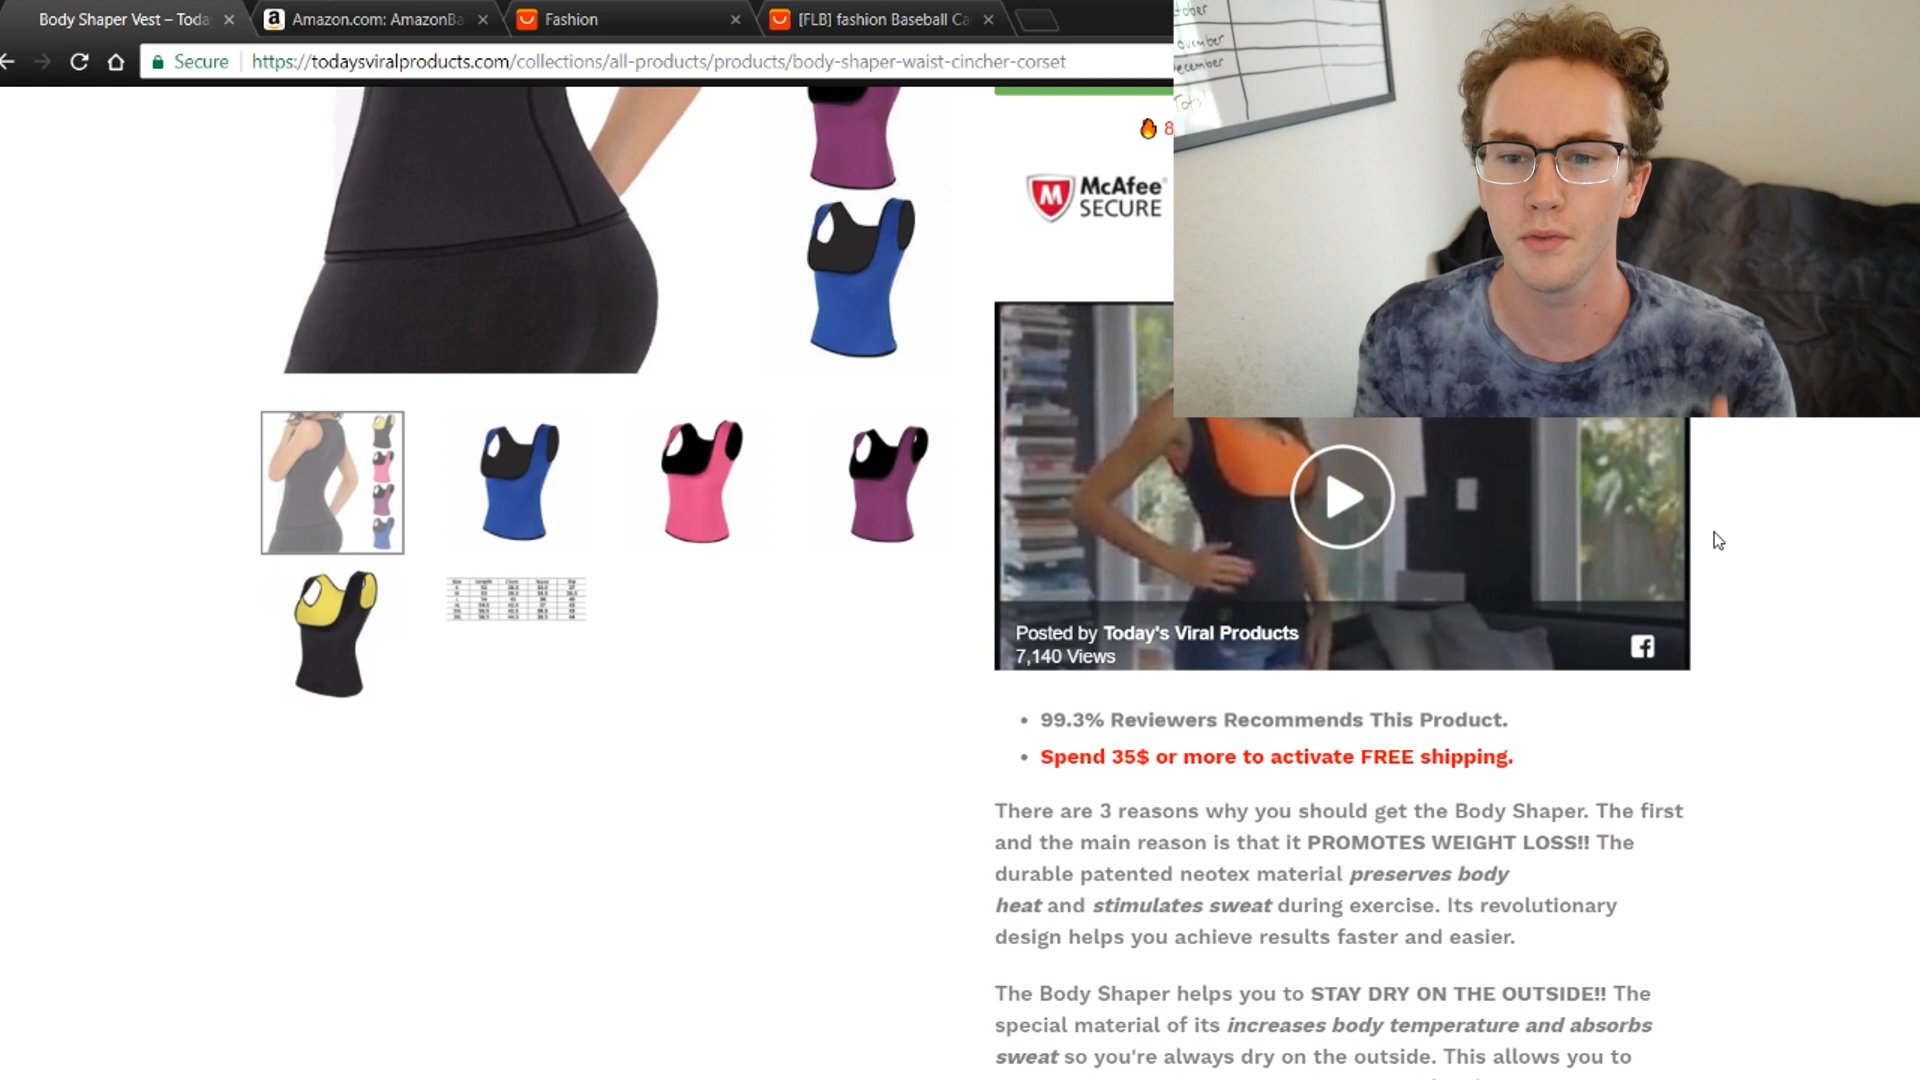 Body Shaper Vest – Toda
Amazon.com: AmazonBa
Fashion
[FLB] fashion Baseball Ca
Secure
https://todaysviralproducts.com/collections/all-products/products/body-shaper-waist-cincher-corset
tober
ovember
ecember
8
McAfee
SECURE
Posted by Today's Viral Products
7,140 Views
• 99.3% Reviewers Recommends This Product.
• Spend 35$ or more to activate FREE shipping.
There are 3 reasons why you should get the Body Shaper. The first
and the main reason is that it PROMOTES WEIGHT LOSS!! The
durable patented neotex material preserves body
heat and stimulates sweat during exercise. Its revolutionary
design helps you achieve results faster and easier.
The Body Shaper helps you to STAY DRY ON THE OUTSIDE!! The
special material of its increases body temperature and absorbs
sweat so you're always dry on the outside. This allows you to